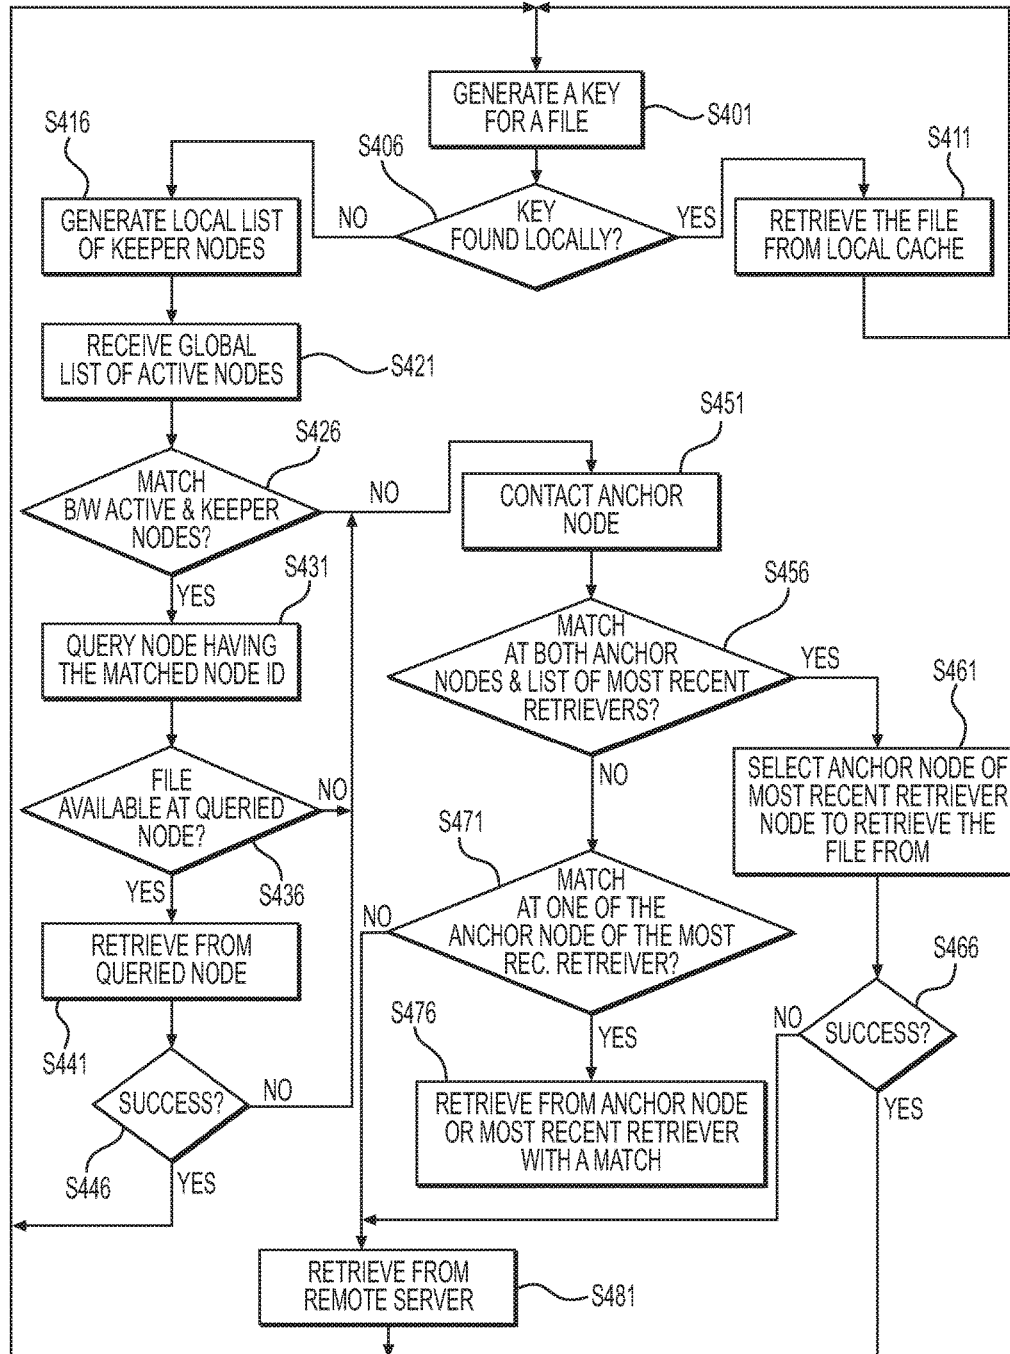 GENERATE A KEY
FOR A FILE
S401
S416
S406
S411
GENERATE LOCAL LIST
OF KEEPER NODES
NO
KEY
FOUND LOCALLY?
YES
RETRIEVE THE FILE
FROM LOCAL CACHE
RECEIVE GLOBAL
LIST OF ACTIVE NODES
S421
S426
MATCH
B/W ACTIVE & KEEPER
NODES?
NO
YES
S451
CONTACT ANCHOR
NODE
S431
QUERY NODE HAVING
THE MATCHED NODE ID
S456
MATCH
AT BOTH ANCHOR
NODES & LIST OF MOST RECENT
RETRIEVERS?
YES
NO
S461
SELECT ANCHOR NODE OF
MOST RECENT RETRIEVER
NODE TO RETRIEVE THE
FILE FROM
FILE
AVAILABLE AT QUERIED
NODE?
NO
YES
S436
S471
MATCH
AT ONE OF THE
ANCHOR NODE OF THE MOST
REC. RETREIVER?
NO
YES
RETRIEVE FROM
QUERIED NODE
S441
S466
SUCCESS?
NO
YES
S476
RETRIEVE FROM ANCHOR NODE
OR MOST RECENT RETRIEVER
WITH A MATCH
SUCCESS?
NO
S446
YES
RETRIEVE FROM
REMOTE SERVER
S481